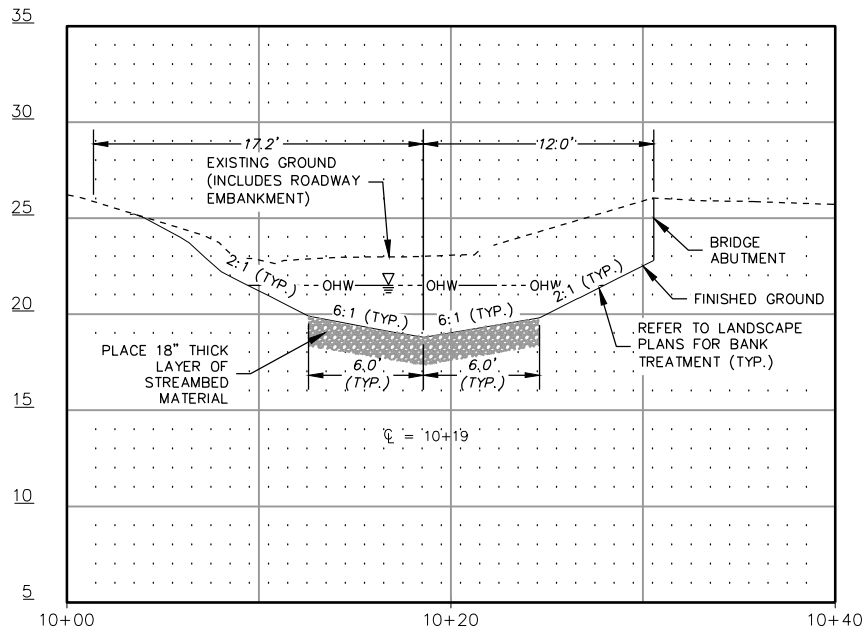 35
30
25
20
15
10
5
17.2'
12.0'
EXISTING GROUND
(INCLUDES ROADWAY
EMBANKMENT)
BRIDGE
ABUTMENT
2:1 (TYP.)
OHW
OHW
OHW
2:1 (TYP.)
FINISHED GROUND
6:1 (TYP.)
6:1 (TYP.)
REFER TO LANDSCAPE
PLANS FOR BANK
TREATMENT (TYP.)
PLACE 18" THICK
LAYER OF
STREAMBED
MATERIAL
6.0'
(TYP.)
6.0'
(TYP.)
℄ = 10+19
10+00
10+20
10+40